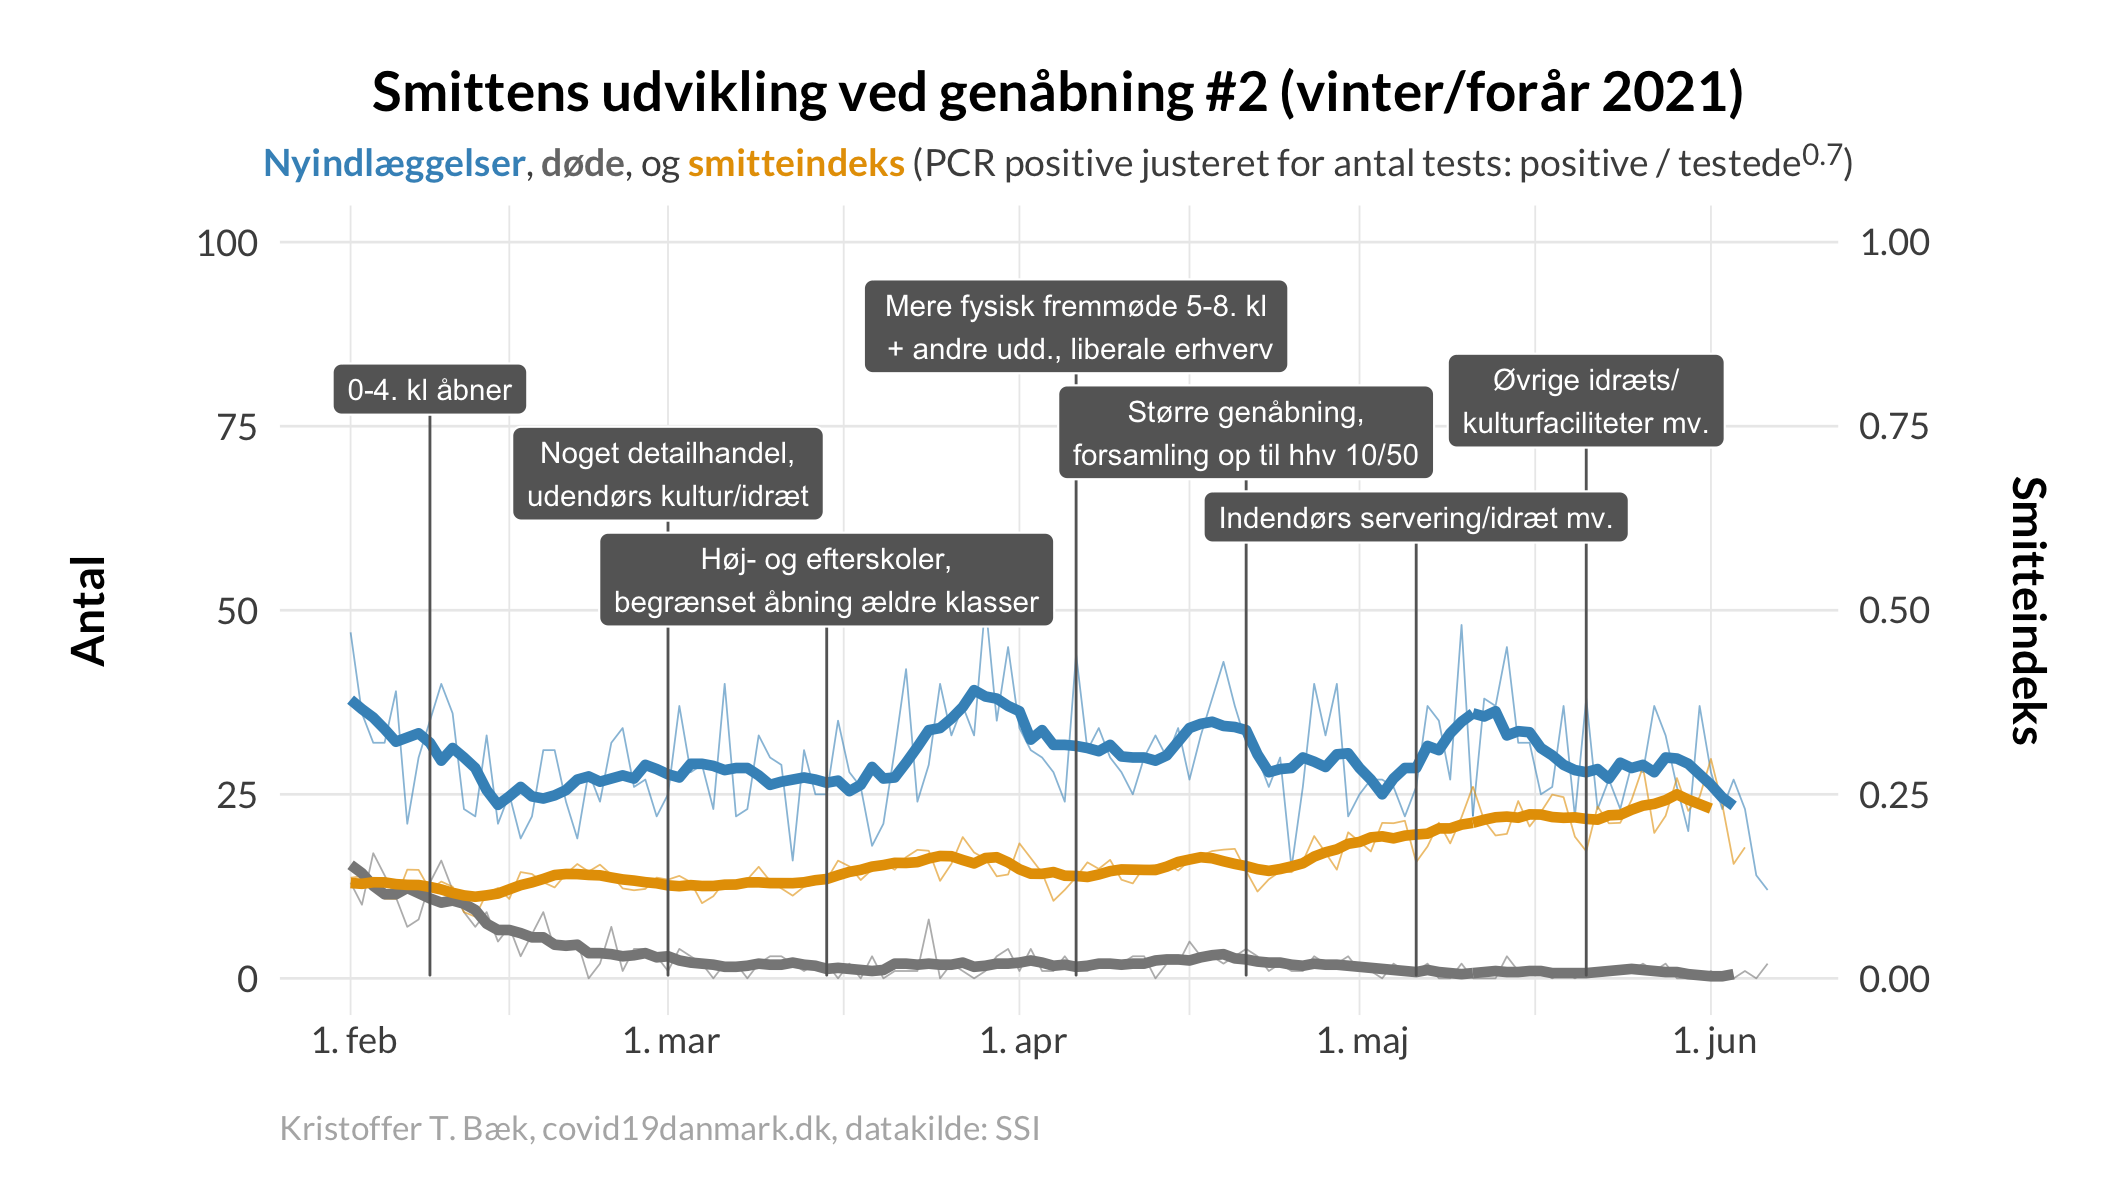 Smittens udvikling ved genåbning #2 (vinter/forår 2021)
Nyindlæggelser, døde, og smitteindeks (PCR positive justeret for antal tests: positive / testede^0.7)
100
75
50
25
0
Antal
1.00
0.75
0.50
0.25
0.00
Smitteindeks
0-4. kl åbner
Noget detailhandel,
udendørs kultur/idræt
Høj- og efterskoler,
begrænset åbning ældre klasser
Mere fysisk fremmøde 5-8. kl
+ andre udd., liberale erhverv
Større genåbning,
forsamling op til hhv 10/50
Indendørs servering/idræt mv.
Øvrige idræts/
kulturfaciliteter mv.
1. feb
1. mar
1. apr
1. maj
1. jun
Kristoffer T. Bæk, covid19danmark.dk, datakilde: SSI